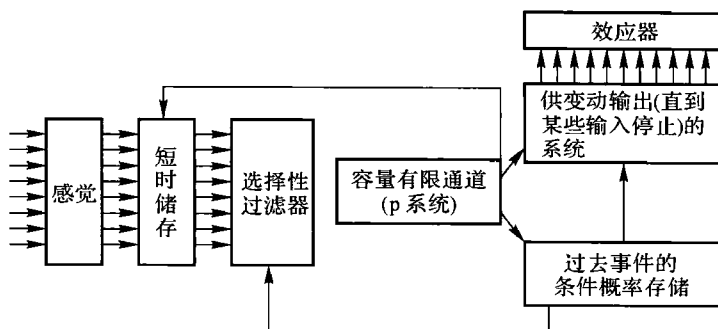 效应器
供变动输出(直到
某些输入停止)的
系统
感觉
短
时
储
存
选择性
过滤器
容量有限通道
(p 系统)
过去事件的
条件概率存储